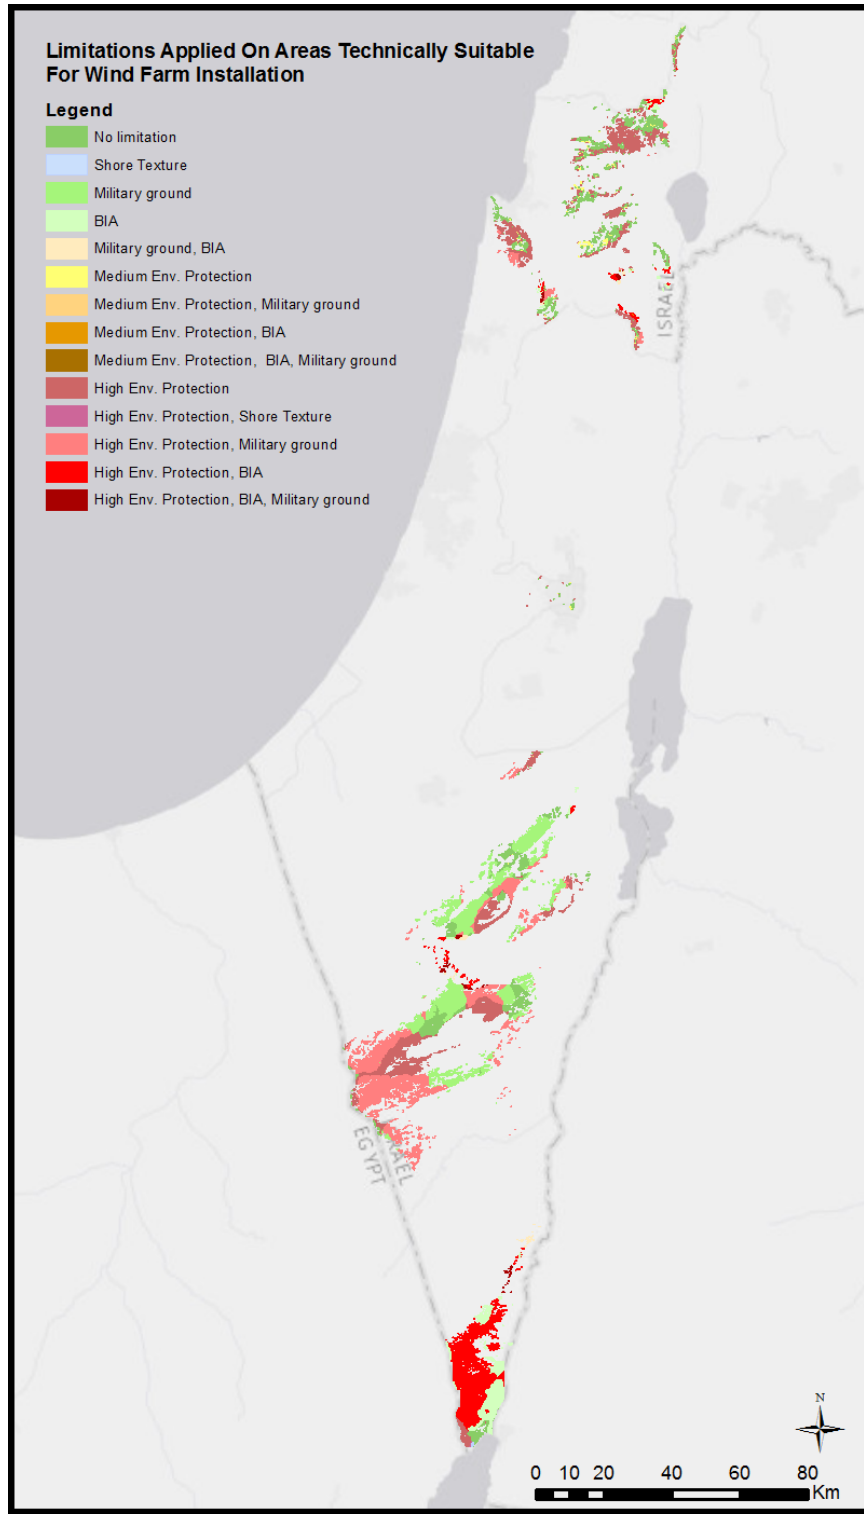 Limitations Applied On Areas Technically Suitable
For Wind Farm Installation
Legend
No limitation
Shore Texture
Military ground
BIA
Military ground, BIA
Medium Env. Protection
Medium Env. Protection, Military ground
Medium Env. Protection, BIA
Medium Env. Protection,  BIA, Military ground
High Env. Protection
High Env. Protection, Shore Texture
High Env. Protection, Military ground
High Env. Protection, BIA
High Env. Protection, BIA, Military ground
ISRAEL
ISRAEL
EGYPT
N
0 10 20 40 60 80
Km